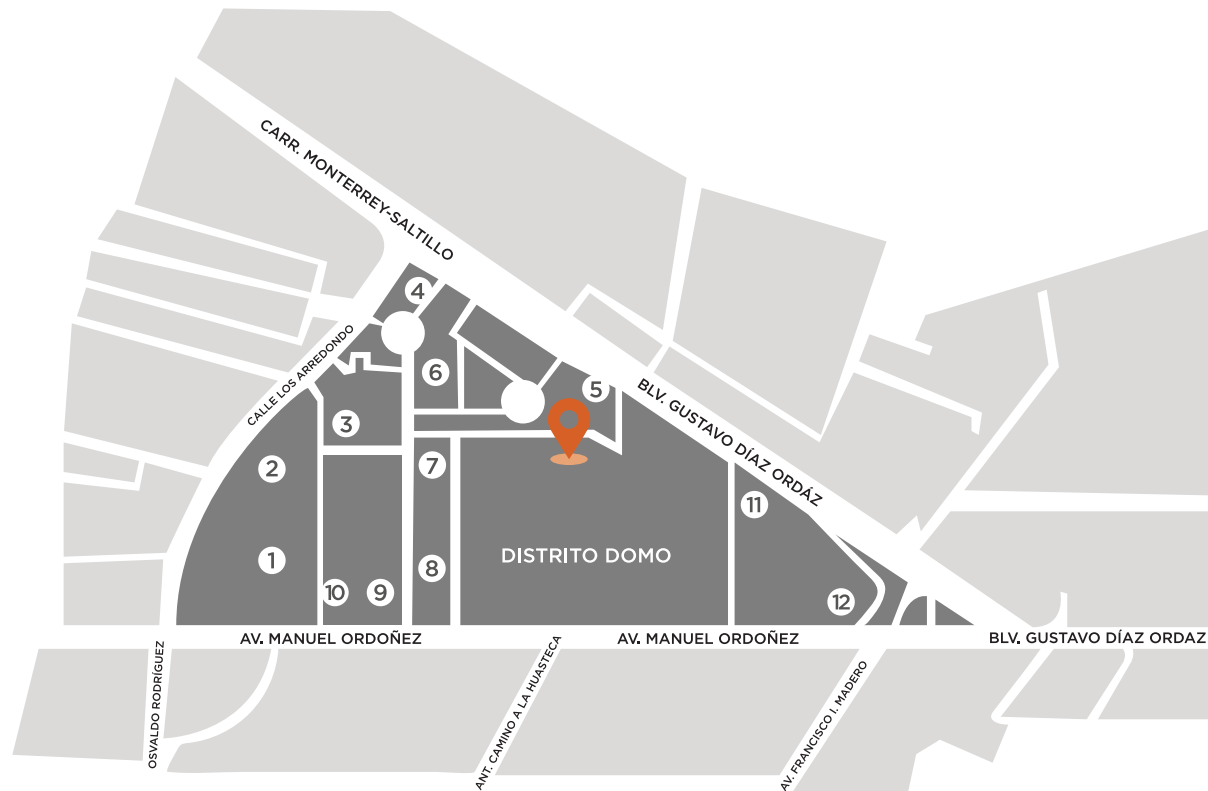 CARR. MONTERREY-SALTILLO
4
CALLE LOS ARREDONDO
6
5
BLV. GUSTAVO DÍAZ ORDÁZ
3
2
7
11
1
8
DISTRITO DOMO
10
9
12
AV. MANUEL ORDOÑEZ
AV. MANUEL ORDOÑEZ
BLV. GUSTAVO DÍAZ ORDAZ
OSVALDO RODRÍGUEZ
ANT. CAMINO A LA HUASTECA
AV. FRANCISCO I. MADERO